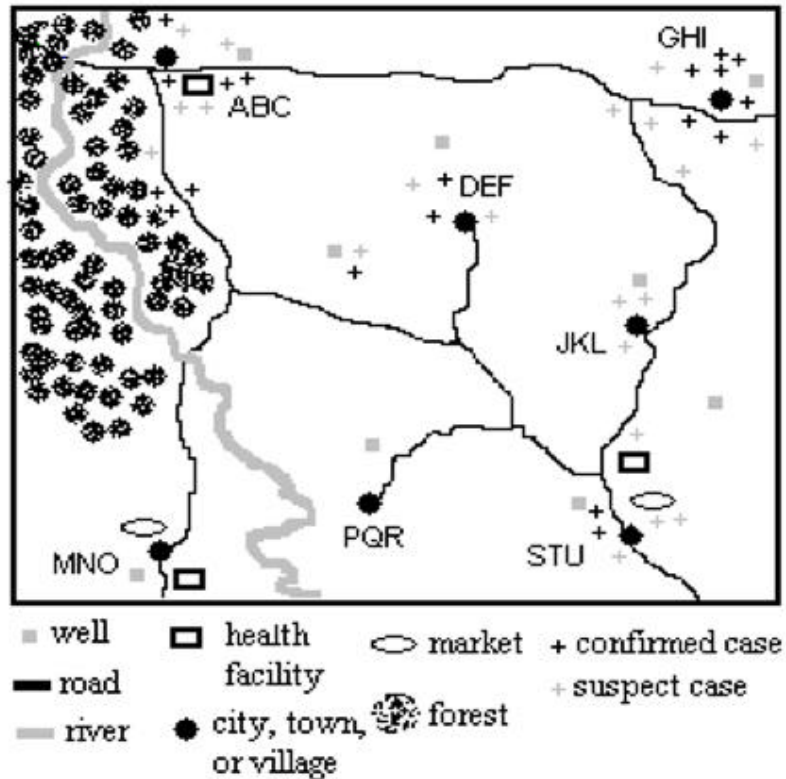 GHI
ABC
DEF
JKL
PQR
STU
MNO
well
health
facility
market
confirmed case
road
suspect case
river
city, town,
or village
forest